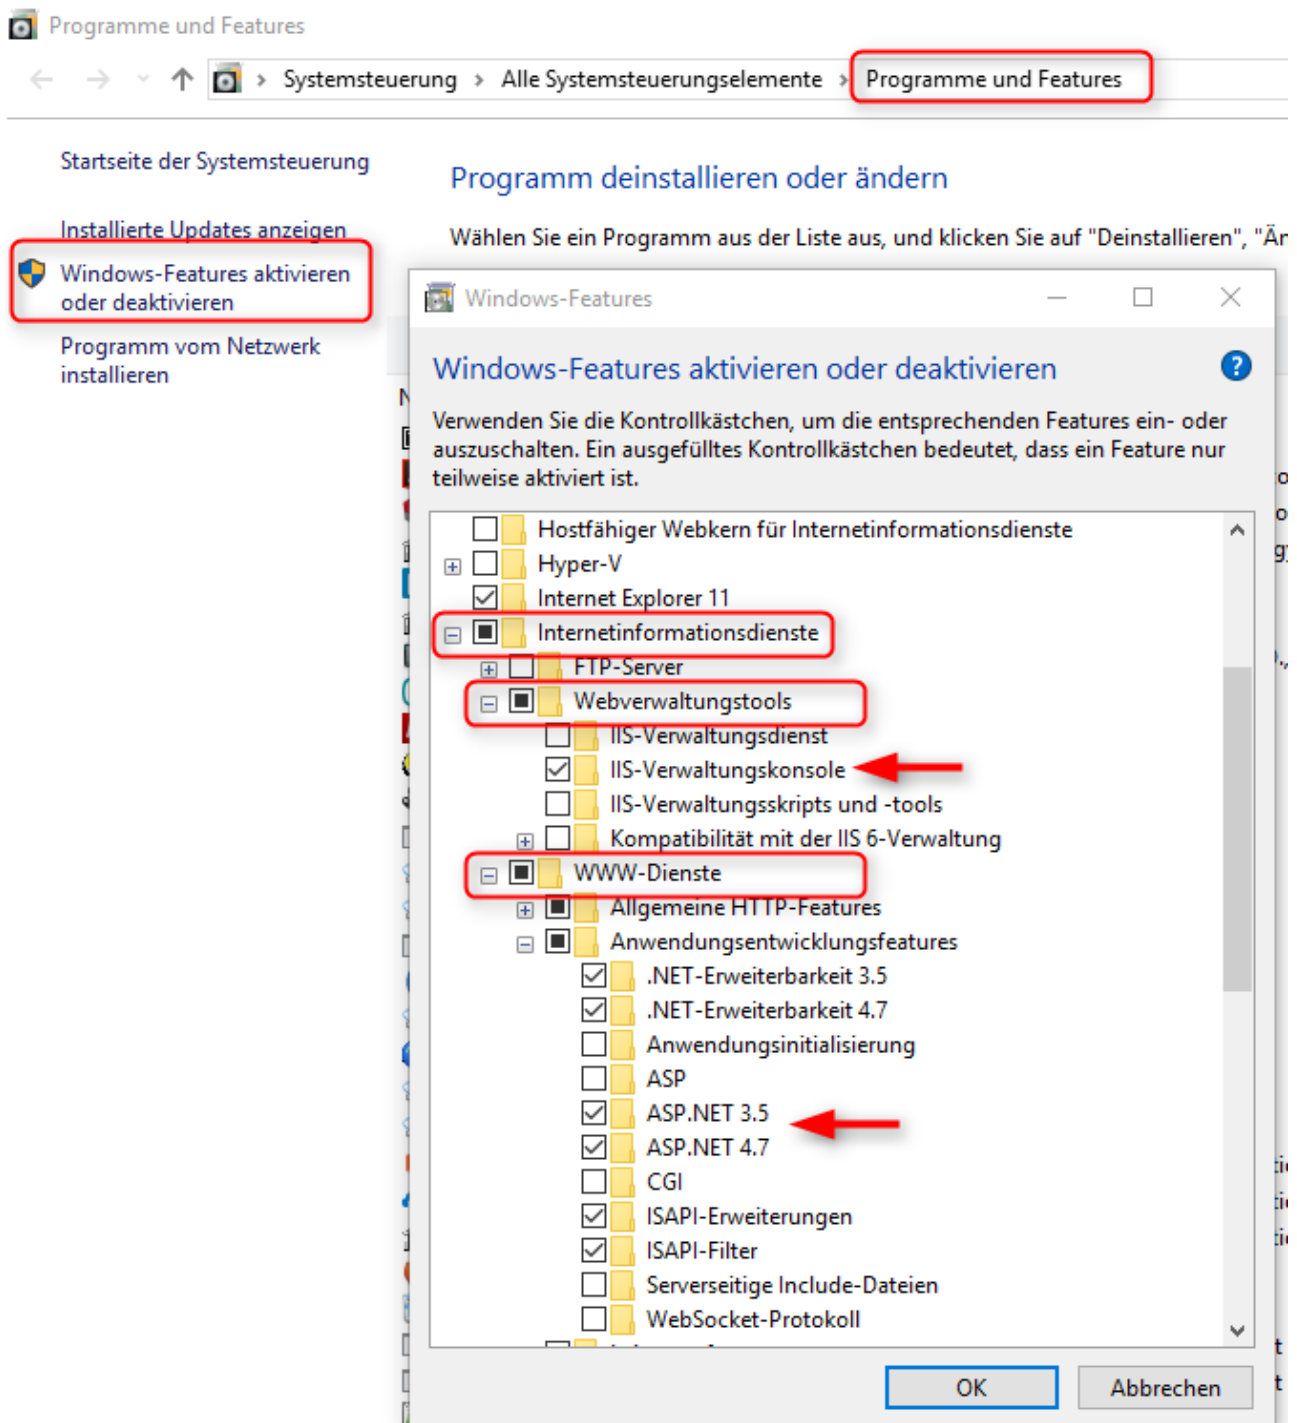 Programme und Features
Systemsteuerung > Alle Systemsteuerungselemente > Programme und Features
Startseite der Systemsteuerung
Installierte Updates anzeigen
Windows-Features aktivieren
oder deaktivieren
Programm vom Netzwerk
installieren
Programm deinstallieren oder ändern
Wählen Sie ein Programm aus der Liste aus, und klicken Sie auf "Deinstallieren", "Än
Windows-Features
Windows-Features aktivieren oder deaktivieren
Verwenden Sie die Kontrollkästchen, um die entsprechenden Features ein- oder
auszuschalten. Ein ausgefülltes Kontrollkästchen bedeutet, dass ein Feature nur
teilweise aktiviert ist.
Hostfähiger Webkern für Internetinformationsdienste
Hyper-V
Internet Explorer 11
Internetinformationsdienste
FTP-Server
Webverwaltungstools
IIS-Verwaltungsdienst
IIS-Verwaltungskonsole
IIS-Verwaltungsskripts und -tools
Kompatibilität mit der IIS 6-Verwaltung
WWW-Dienste
Allgemeine HTTP-Features
Anwendungsentwicklungsfeatures
.NET-Erweiterbarkeit 3.5
.NET-Erweiterbarkeit 4.7
Anwendungsinitialisierung
ASP
ASP.NET 3.5
ASP.NET 4.7
CGI
ISAPI-Erweiterungen
ISAPI-Filter
Serverseitige Include-Dateien
WebSocket-Protokoll
OK
Abbrechen